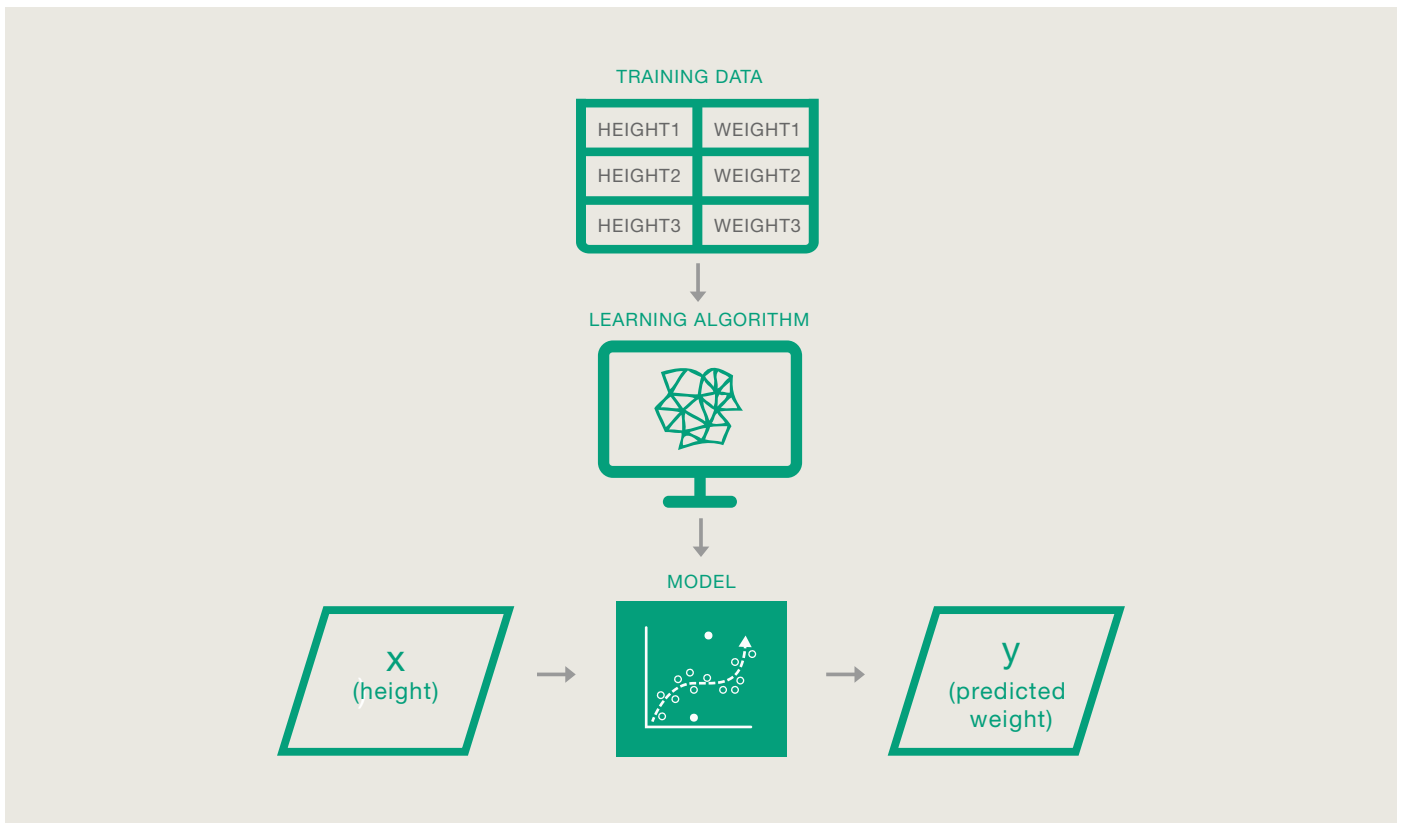 TRAINING DATA
HEIGHT1 WEIGHT1
HEIGHT2 WEIGHT2
HEIGHT3 WEIGHT3
LEARNING ALGORITHM
MODEL
x
(height)
y
(predicted
weight)